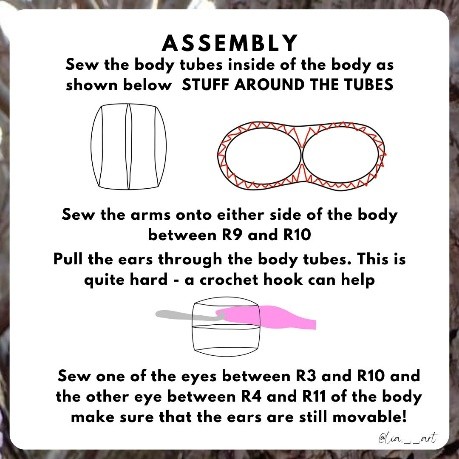 ASSEMBLY
Sew the body tubes inside of the body as
shown below STUFF AROUND THE TUBES
Sew the arms onto either side of the body
between R9 and R10
Pull the ears through the body tubes. This is
quite hard - a crochet hook can help
Sew one of the eyes between R3 and R10 and
the other eye between R4 and R11 of the body
make sure that the ears are still movable!
@lia__art